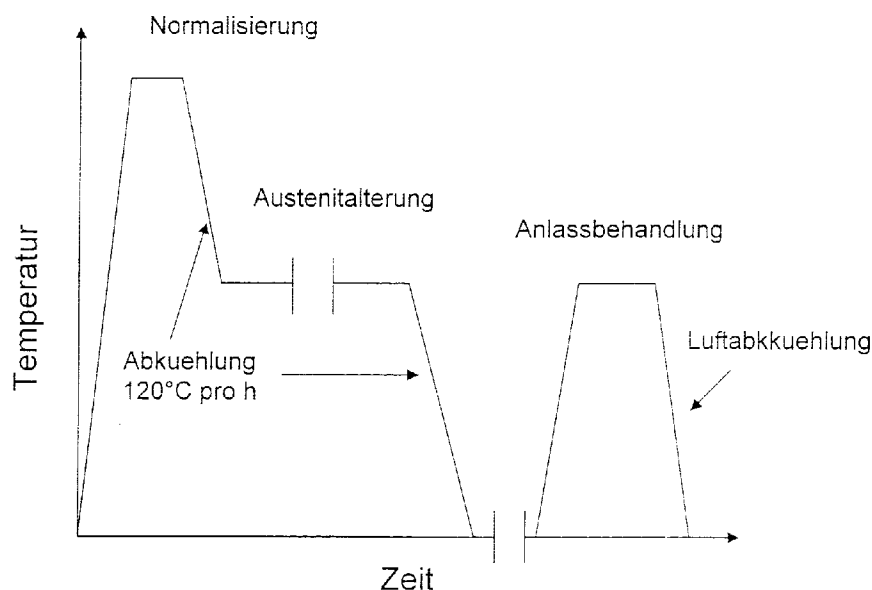 Normalisierung
Austenitalterung
Anlassbehandlung
Temperatur
Abkuehlung
120°C pro h
Luftabkkuehlung
Zeit